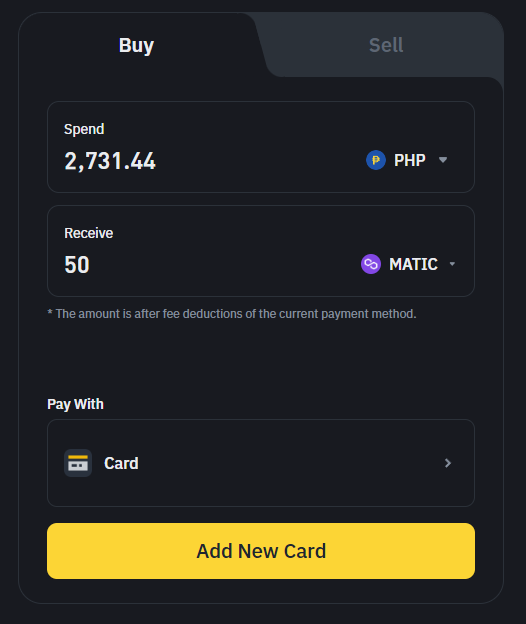 Buy
Sell
Spend
2,731.44
₱ PHP
Receive
50
MATIC
* The amount is after fee deductions of the current payment method.
Pay With
Card
Add New Card